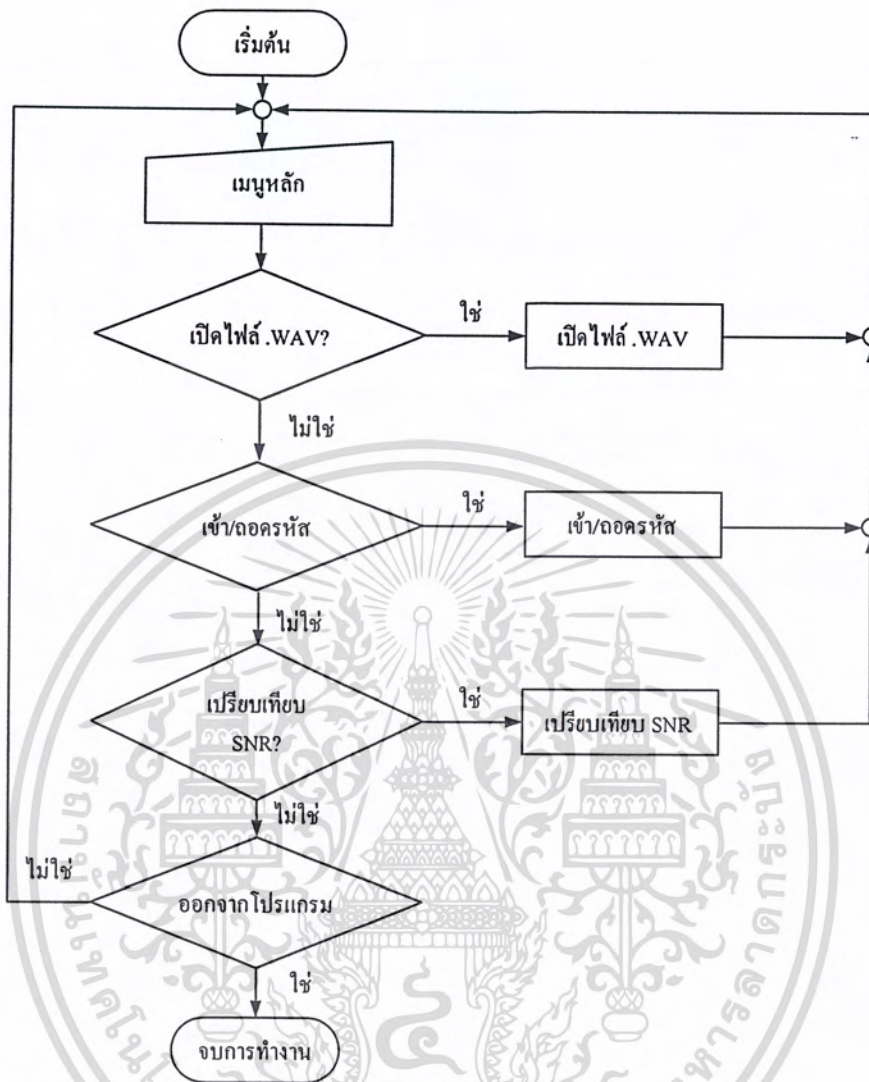 เริ่มต้น
เมนูหลัก
เปิดไฟล์ .WAV?
ใช่
เปิดไฟล์ .WAV
ไม่ใช่
เข้า/ถอดรหัส
ใช่
เข้า/ถอดรหัส
ไม่ใช่
เปรียบเทียบ
SNR?
ใช่
เปรียบเทียบ SNR
ไม่ใช่
ไม่ใช่
ออกจากโปรแกรม
ใช่
จบการทำงาน